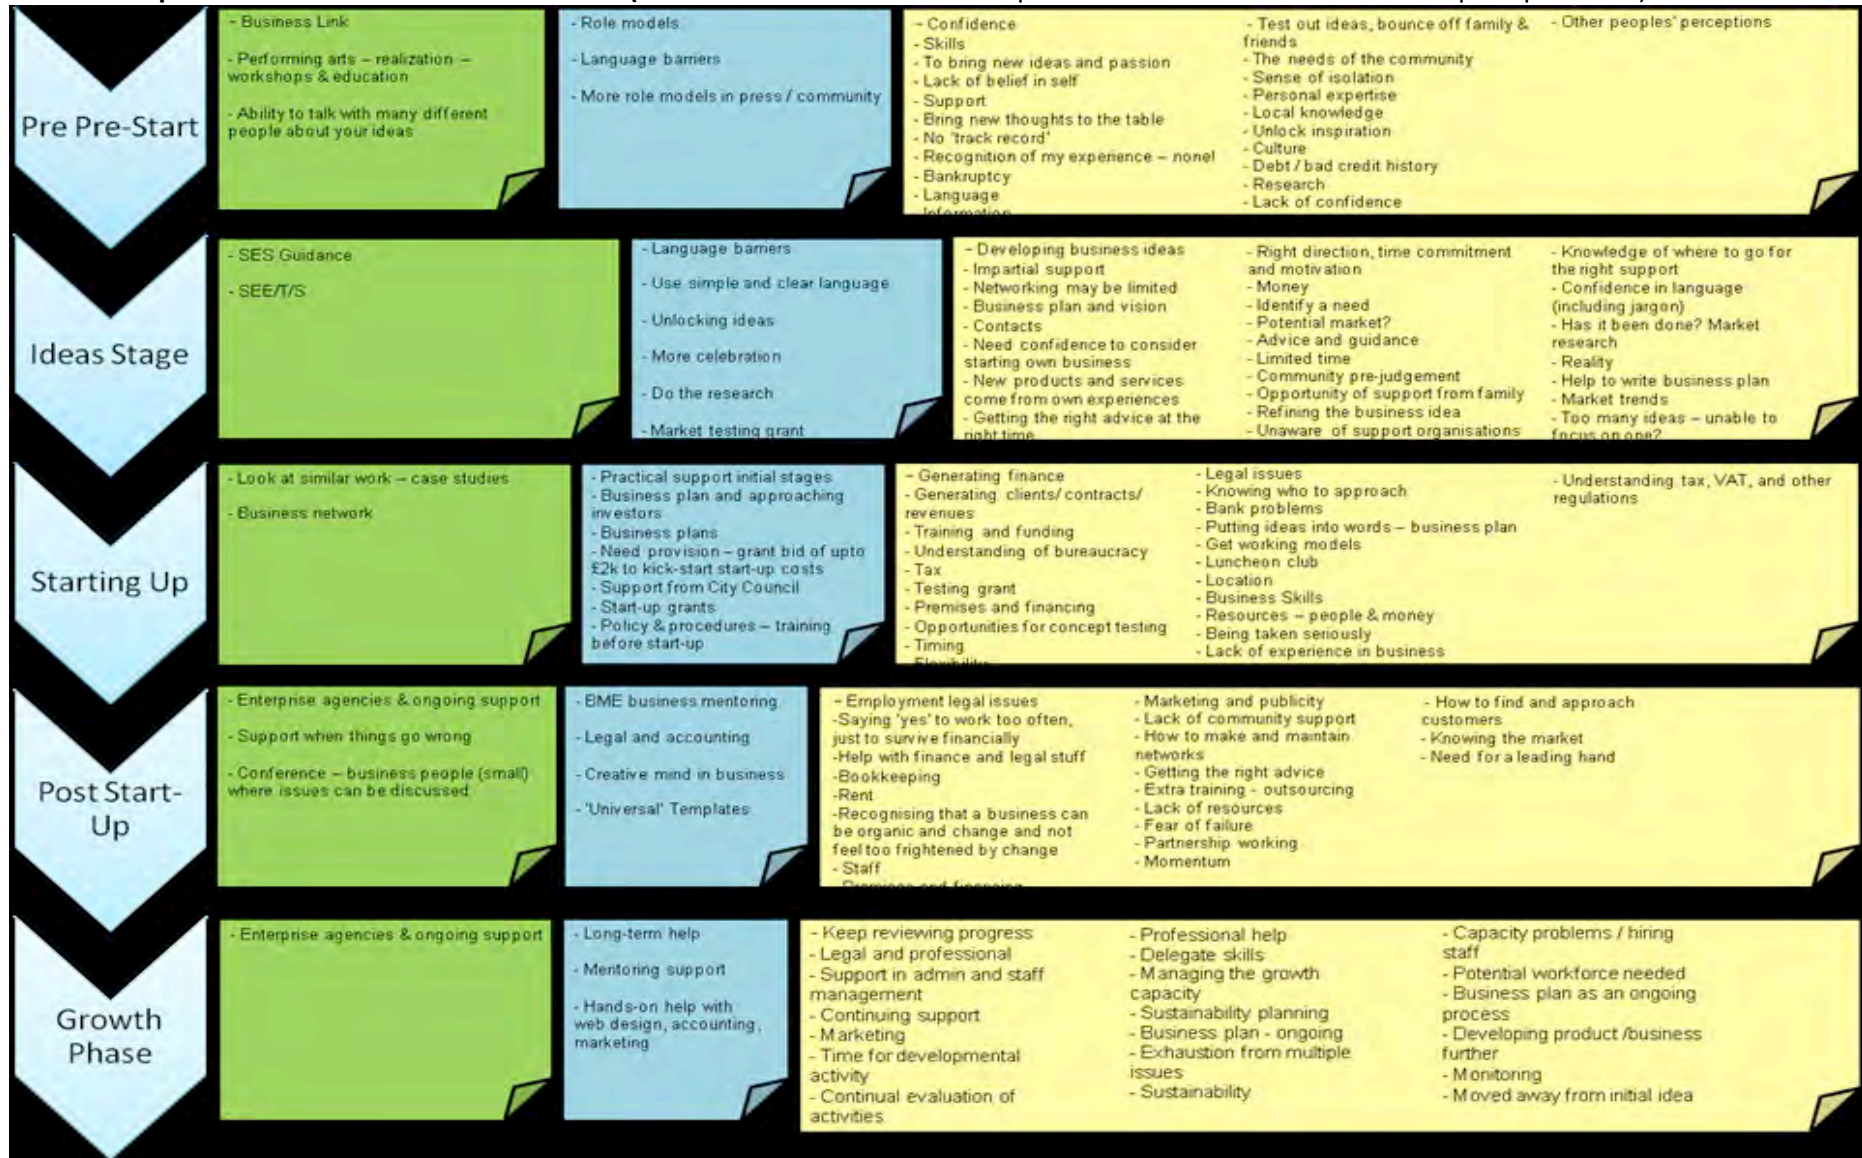 Pre Pre-Start
- Business Link
- Performing arts – realization –
workshops & education
- Ability to talk with many different
people about your ideas
- Role models
- Language barriers
- More role models in press / community
- Confidence
- Skills
- To bring new ideas and passion
- Lack of belief in self
- Support
- Bring new thoughts to the table
- No 'track record'
- Recognition of my experience – none!
- Bankruptcy
- Language
- Information
- Test out ideas, bounce off family &
friends
- The needs of the community
- Sense of isolation
- Personal expertise
- Local knowledge
- Unlock inspiration
- Culture
- Debt / bad credit history
- Research
- Lack of confidence
- Other peoples' perceptions
Ideas Stage
- SES Guidance
- SEE/T/S
- Language barriers
- Use simple and clear language
- Unlocking ideas
- More celebration
- Do the research
- Market testing grant
- Developing business ideas
- Impartial support
- Networking may be limited
- Business plan and vision
- Contacts
- Need confidence to consider
starting own business
- New products and services
come from own experiences
- Getting the right advice at the
right time
- Right direction, time commitment
and motivation
- Money
- Identify a need
- Potential market?
- Advice and guidance
- Limited time
- Community pre-judgement
- Opportunity of support from family
- Refining the business idea
- Unaware of support organisations
- Knowledge of where to go for
the right support
- Confidence in language
(including jargon)
- Has it been done? Market
research
- Reality
- Help to write business plan
- Market trends
- Too many ideas – unable to
focus on one?
Starting Up
- Look at similar work – case studies
- Business network
- Practical support initial stages
- Business plan and approaching
investors
- Business plans
- Need provision – grant bid of upto
£2k to kick-start start-up costs
- Support from City Council
- Start-up grants
- Policy & procedures – training
before start-up
- Generating finance
- Generating clients/ contracts/
revenues
- Training and funding
- Understanding of bureaucracy
- Tax
- Testing grant
- Premises and financing
- Opportunities for concept testing
- Timing
- Flexibility
- Legal issues
- Knowing who to approach
- Bank problems
- Putting ideas into words – business plan
- Get working models
- Luncheon club
- Location
- Business Skills
- Resources – people & money
- Being taken seriously
- Lack of experience in business
- Understanding tax, VAT, and other
regulations
Post Start-
Up
- Enterprise agencies & ongoing support
- Support when things go wrong
- Conference – business people (small)
where issues can be discussed
- BME business mentoring
- Legal and accounting
- Creative mind in business
- 'Universal' Templates
- Employment legal issues
-Saying 'yes' to work too often,
just to survive financially
-Help with finance and legal stuff
-Bookkeeping
-Rent
-Recognising that a business can
be organic and change and not
feel too frightened by change
- Staff
- Premises and financing
- Marketing and publicity
- Lack of community support
- How to make and maintain
networks
- Getting the right advice
- Extra training - outsourcing
- Lack of resources
- Fear of failure
- Partnership working
- Momentum
- How to find and approach
customers
- Knowing the market
- Need for a leading hand
Growth
Phase
- Enterprise agencies & ongoing support
- Long-term help
- Mentoring support
- Hands-on help with
web design, accounting,
marketing
- Keep reviewing progress
- Legal and professional
- Support in admin and staff
management
- Continuing support
- Marketing
- Time for developmental
activity
- Continual evaluation of
activities
- Professional help
- Delegate skills
- Managing the growth
capacity
- Sustainability planning
- Business plan - ongoing
- Exhaustion from multiple
issues
- Sustainability
- Capacity problems / hiring
staff
- Potential workforce needed
- Business plan as an ongoing
process
- Developing product /business
further
- Monitoring
- Moved away from initial idea